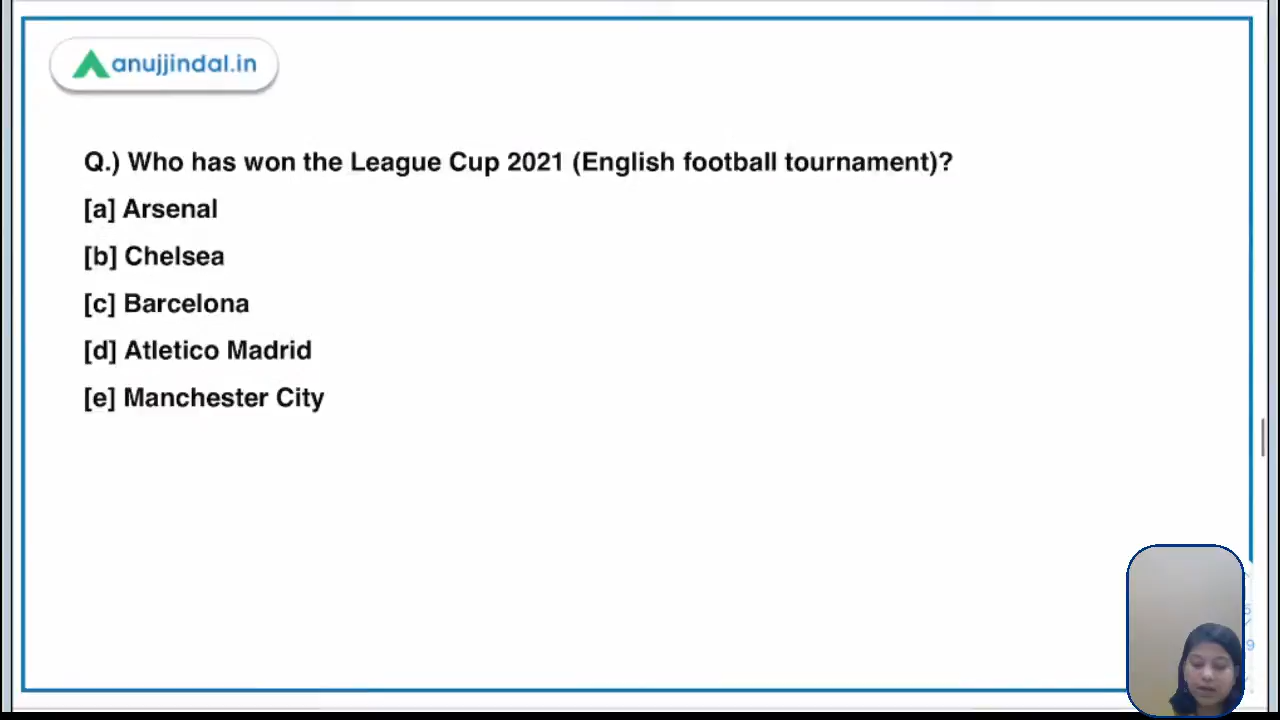 anujjindal.in
Q.) Who has won the League Cup 2021 (English football tournament)?
[a] Arsenal
[b] Chelsea
[c] Barcelona
[d] Atletico Madrid
[e] Manchester City